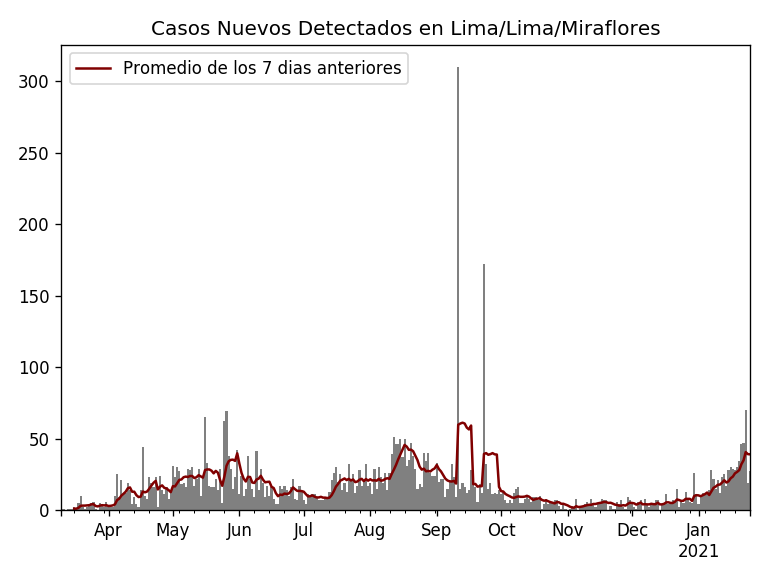 Casos Nuevos Detectados en Lima/Lima/Miraflores
Promedio de los 7 dias anteriores
300
250
200
150
100
50
0
Apr May Jun Jul Aug Sep Oct Nov Dec Jan
2021